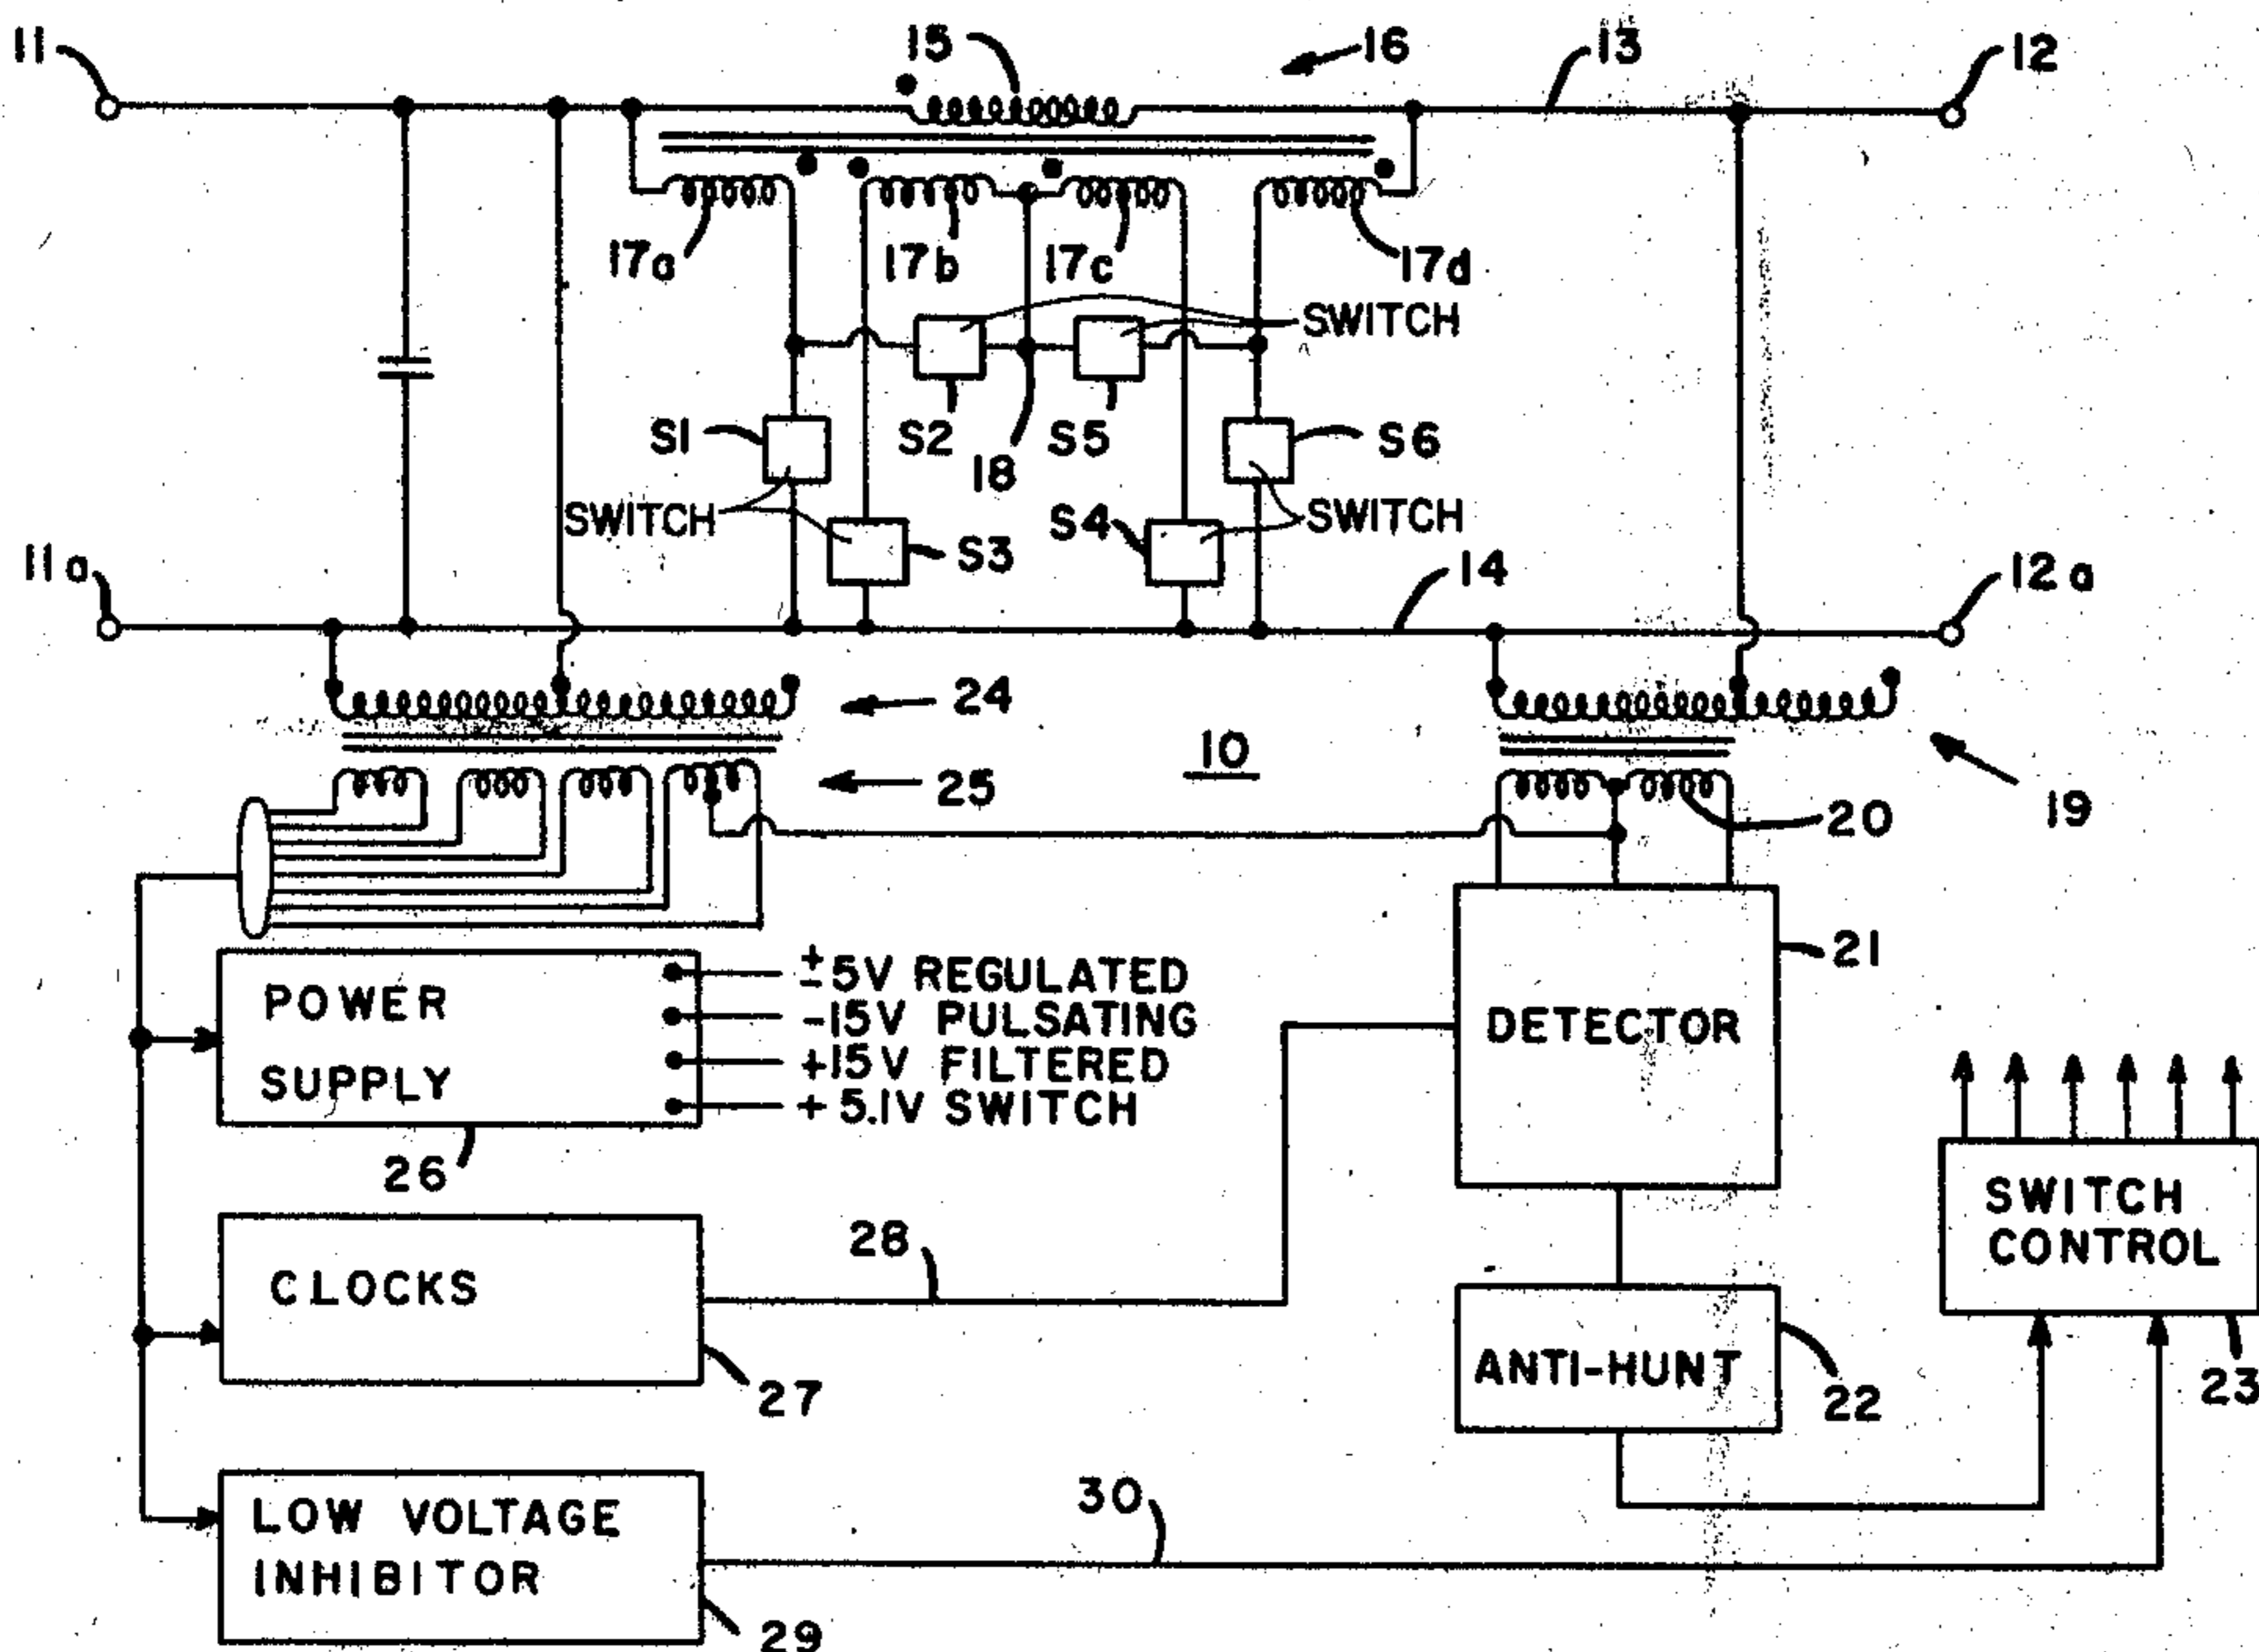 11
15
16
13
12
17a
17b
17c
17d
SWITCH
S1
S2
18
S5
S6
SWITCH
S3
S4
SWITCH
11a
14
12a
24
25
10
19
20
POWER
SUPPLY
±5V REGULATED
-15V PULSATING
+15V FILTERED
+5.1V SWITCH
26
DETECTOR
21
SWITCH
CONTROL
23
CLOCKS
28
27
ANTI-HUNT
22
LOW VOLTAGE
INHIBITOR
30
29